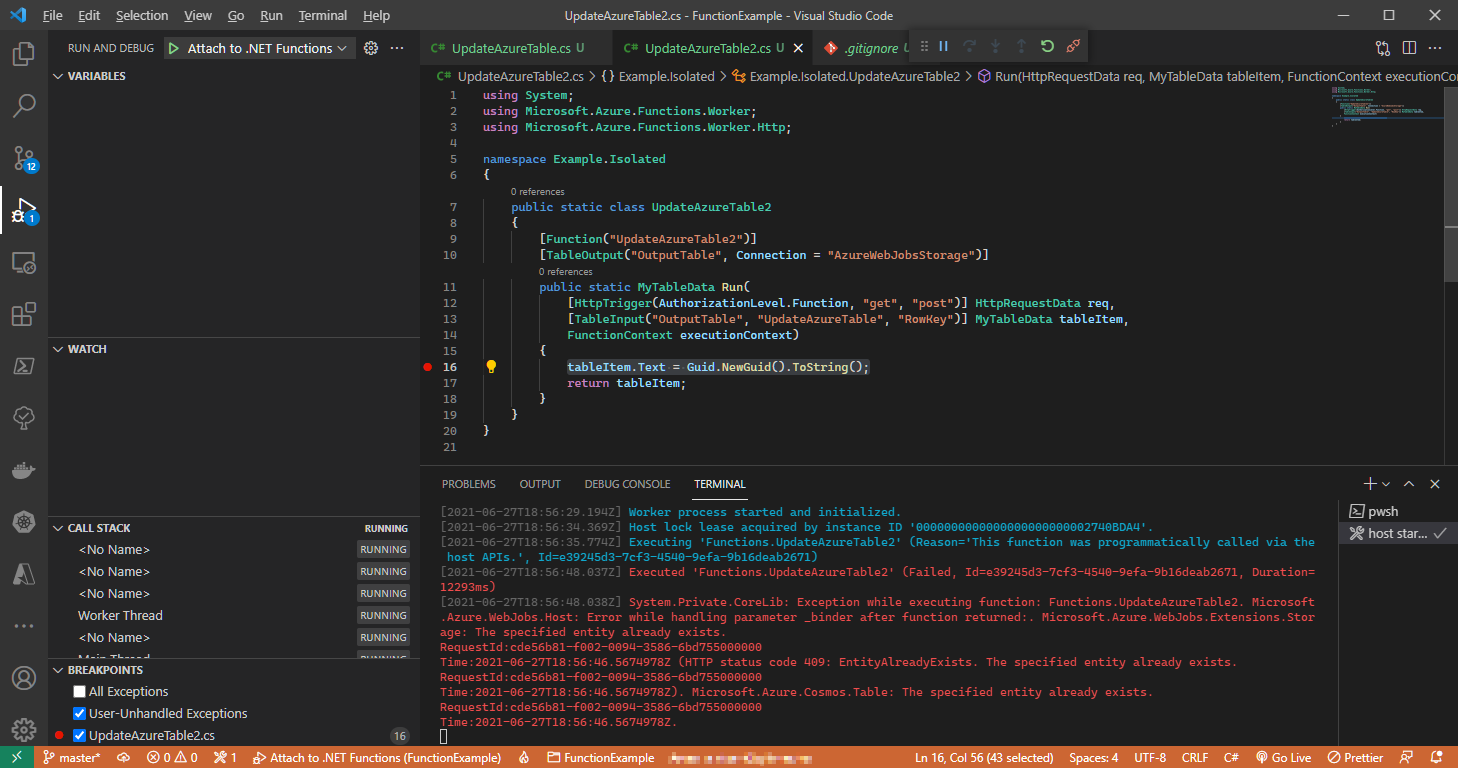 File Edit Selection View Go Run Terminal Help UpdateAzureTable2.cs - FunctionExample - Visual Studio Code
RUN AND DEBUG Attach to .NET Functions
C# UpdateAzureTable.cs U C# UpdateAzureTable2.cs U .gitignore U
C# UpdateAzureTable2.cs > {} Example.Isolated > Example.Isolated.UpdateAzureTable2 > Run(HttpRequestData req, MyTableData tableItem, FunctionContext executionCo
VARIABLES
WATCH
CALL STACK RUNNING
<No Name> RUNNING
<No Name> RUNNING
<No Name> RUNNING
Worker Thread RUNNING
<No Name> RUNNING
Main Thread RUNNING
BREAKPOINTS
All Exceptions
User-Unhandled Exceptions
UpdateAzureTable2.cs 16
12
1
1 using System;
2 using Microsoft.Azure.Functions.Worker;
3 using Microsoft.Azure.Functions.Worker.Http;
4
5 namespace Example.Isolated
6 {
0 references
7 public static class UpdateAzureTable2
8 {
9 [Function("UpdateAzureTable2")]
10 [TableOutput("OutputTable", Connection = "AzureWebJobsStorage")]
0 references
11 public static MyTableData Run(
12 [HttpTrigger(AuthorizationLevel.Function, "get", "post")] HttpRequestData req,
13 [TableInput("OutputTable", "UpdateAzureTable", "RowKey")] MyTableData tableItem,
14 FunctionContext executionContext)
15 {
16 tableItem.Text = Guid.NewGuid().ToString();
17 return tableItem;
18 }
19 }
20 }
21
PROBLEMS OUTPUT DEBUG CONSOLE TERMINAL
[2021-06-27T18:56:29.194Z] Worker process started and initialized.
[2021-06-27T18:56:34.369Z] Host lock lease acquired by instance ID '0000000000000000000000002740BDA4'.
[2021-06-27T18:56:35.774Z] Executing 'Functions.UpdateAzureTable2' (Reason='This function was programmatically called via the
host APIs.', Id=e39245d3-7cf3-4540-9efa-9b16deab2671)
[2021-06-27T18:56:48.037Z] Executed 'Functions.UpdateAzureTable2' (Failed, Id=e39245d3-7cf3-4540-9efa-9b16deab2671, Duration=
12293ms)
[2021-06-27T18:56:48.038Z] System.Private.CoreLib: Exception while executing function: Functions.UpdateAzureTable2. Microsoft
.Azure.WebJobs.Host: Error while handling parameter _binder after function returned:. Microsoft.Azure.WebJobs.Extensions.Stor
age: The specified entity already exists.
RequestId:cde56b81-f002-0094-3586-6bd755000000
Time:2021-06-27T18:56:46.5674978Z (HTTP status code 409: EntityAlreadyExists. The specified entity already exists.
RequestId:cde56b81-f002-0094-3586-6bd755000000
Time:2021-06-27T18:56:46.5674978Z). Microsoft.Azure.Cosmos.Table: The specified entity already exists.
RequestId:cde56b81-f002-0094-3586-6bd755000000
Time:2021-06-27T18:56:46.5674978Z.
pwsh
host star...
master* 0 0 1 Attach to .NET Functions (FunctionExample) FunctionExample Ln 16, Col 56 (43 selected) Spaces: 4 UTF-8 CRLF C# Go Live Prettier